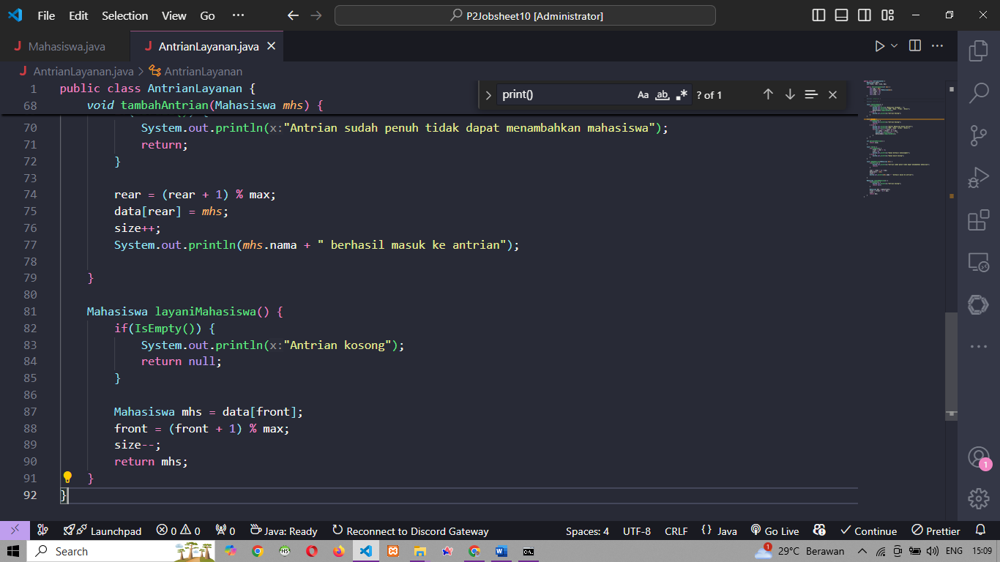 File Edit Selection View Go ··· P2Jobsheet10 [Administrator]
J Mahasiswa.java J AntrianLayanan.java
J AntrianLayanan.java > AntrianLayanan
print() Aa ab .* ? of 1
1 public class AntrianLayanan {
68 void tambahAntrian(Mahasiswa mhs) {
70 System.out.println(x:"Antrian sudah penuh tidak dapat menambahkan mahasiswa");
71 return;
72 }
73
74 rear = (rear + 1) % max;
75 data[rear] = mhs;
76 size++;
77 System.out.println(mhs.nama + " berhasil masuk ke antrian");
78
79 }
80
81 Mahasiswa layaniMahasiswa() {
82 if(IsEmpty()) {
83 System.out.println(x:"Antrian kosong");
84 return null;
85 }
86
87 Mahasiswa mhs = data[front];
88 front = (front + 1) % max;
89 size--;
90 return mhs;
91 }
92 }
1
Launchpad 0 0 0 Java: Ready Reconnect to Discord Gateway Spaces: 4 UTF-8 CRLF {} Java Go Live Continue Prettier
Search HS W 1 29°C Berawan ENG 15:09